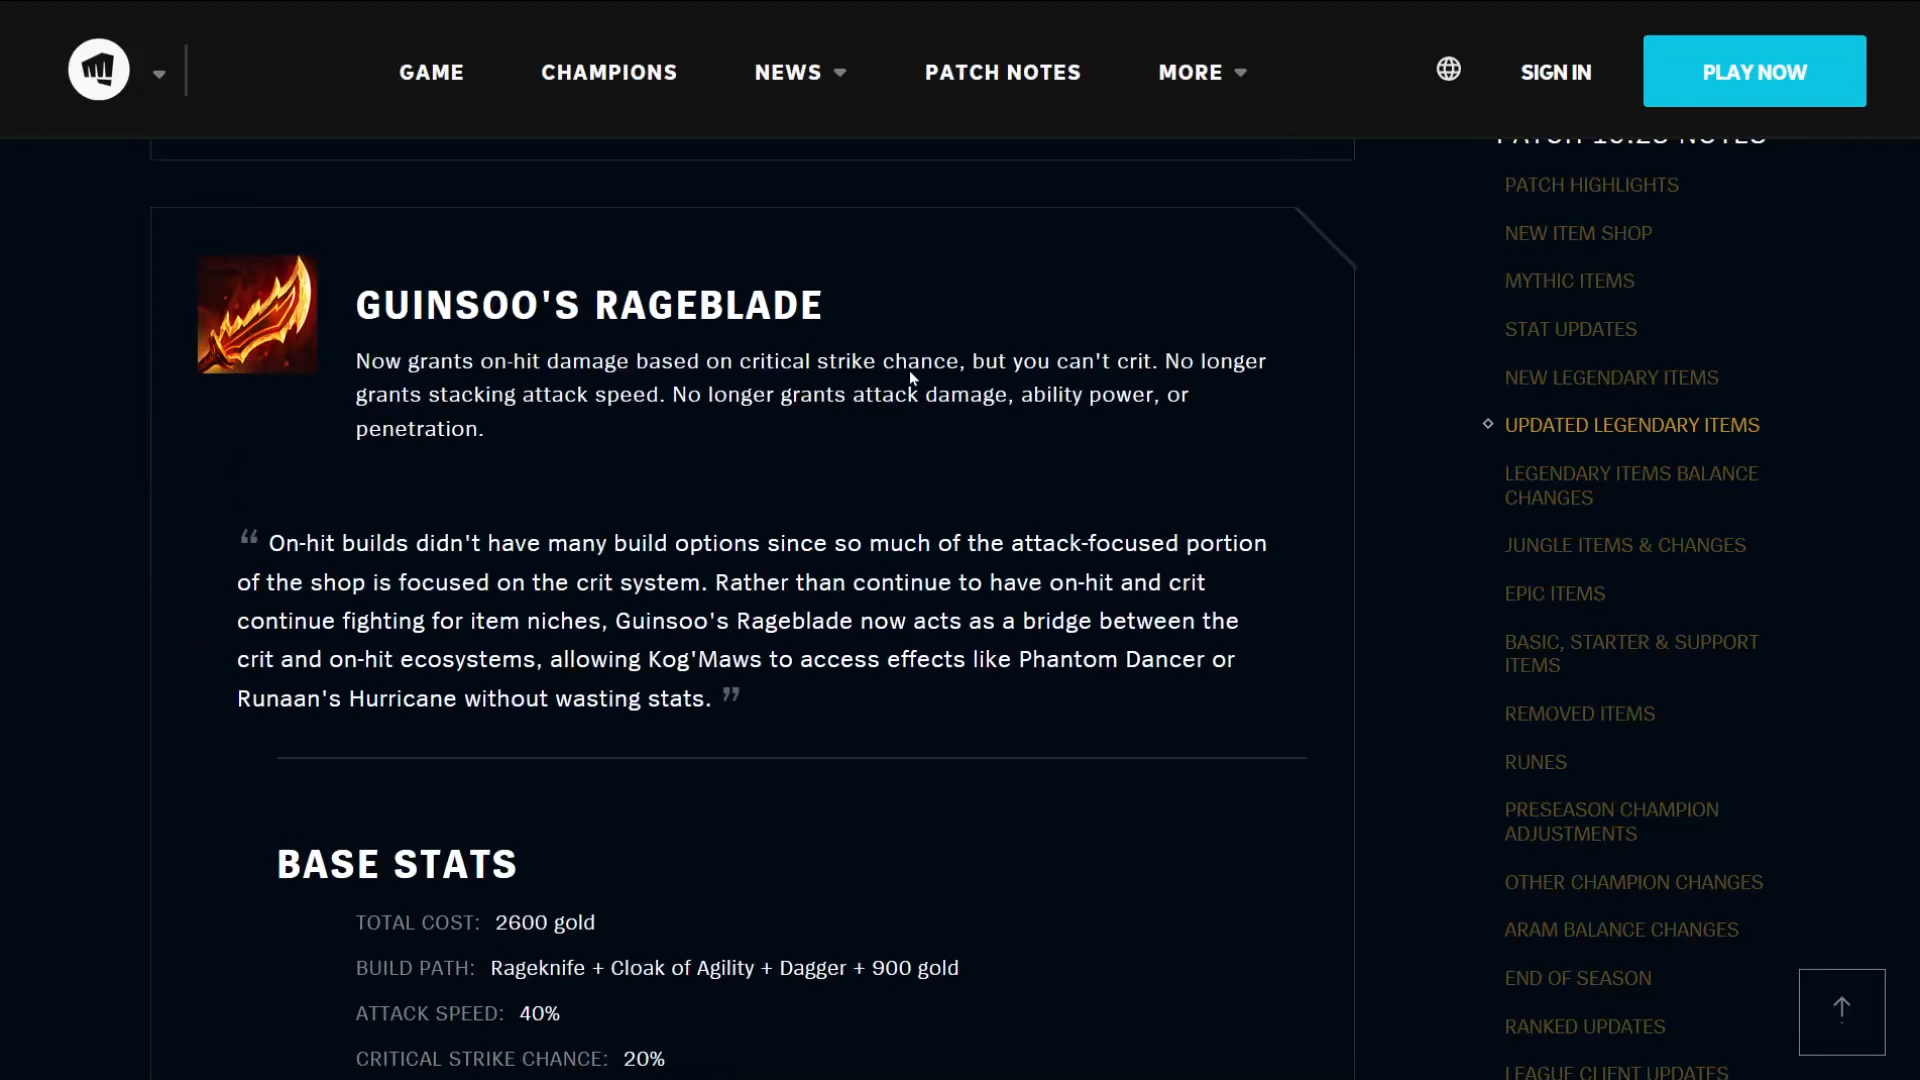 GAME
CHAMPIONS
NEWS
PATCH NOTES
MORE
SIGN IN
PLAY NOW
GUINSOO'S RAGEBLADE
Now grants on-hit damage based on critical strike chance, but you can't crit. No longer
grants stacking attack speed. No longer grants attack damage, ability power, or
penetration.
“ On-hit builds didn't have many build options since so much of the attack-focused portion
of the shop is focused on the crit system. Rather than continue to have on-hit and crit
continue fighting for item niches, Guinsoo's Rageblade now acts as a bridge between the
crit and on-hit ecosystems, allowing Kog'Maws to access effects like Phantom Dancer or
Runaan's Hurricane without wasting stats. ”
BASE STATS
TOTAL COST: 2600 gold
BUILD PATH: Rageknife + Cloak of Agility + Dagger + 900 gold
ATTACK SPEED: 40%
CRITICAL STRIKE CHANCE: 20%
PATCH 10.23 NOTES
PATCH HIGHLIGHTS
NEW ITEM SHOP
MYTHIC ITEMS
STAT UPDATES
NEW LEGENDARY ITEMS
UPDATED LEGENDARY ITEMS
LEGENDARY ITEMS BALANCE
CHANGES
JUNGLE ITEMS & CHANGES
EPIC ITEMS
BASIC, STARTER & SUPPORT
ITEMS
REMOVED ITEMS
RUNES
PRESEASON CHAMPION
ADJUSTMENTS
OTHER CHAMPION CHANGES
ARAM BALANCE CHANGES
END OF SEASON
RANKED UPDATES
LEAGUE CLIENT UPDATES